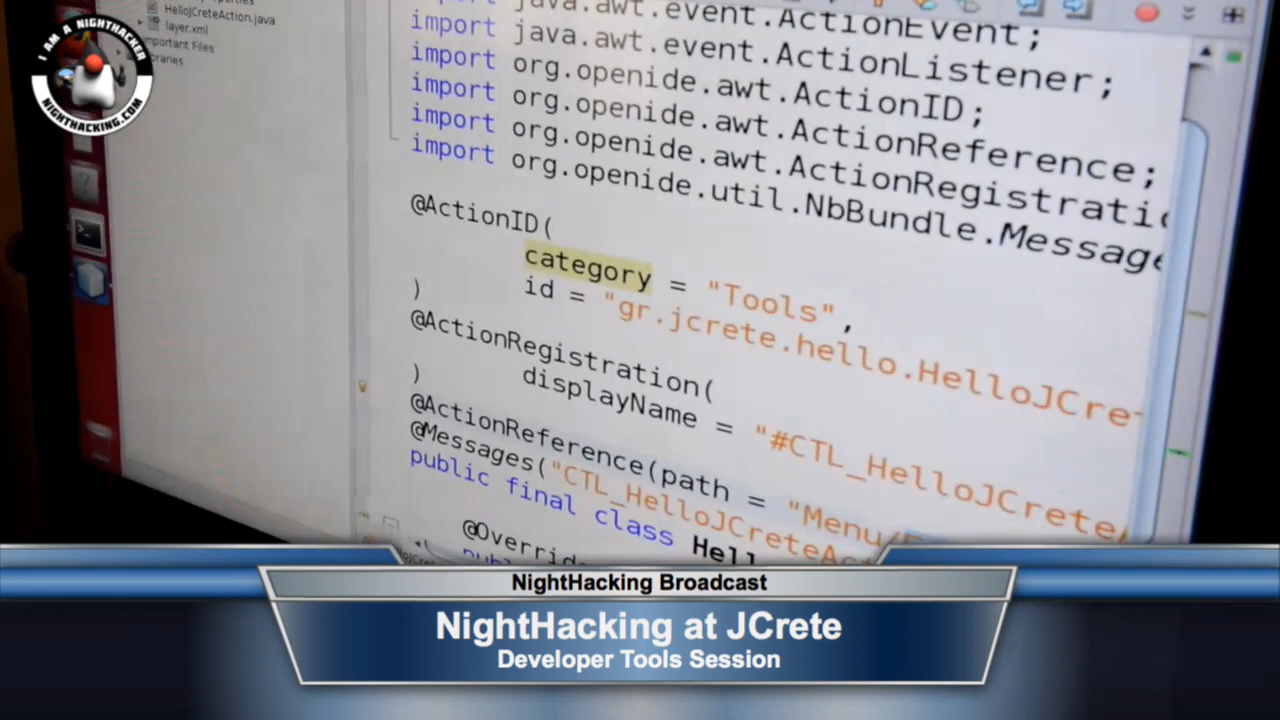 HelloJCreteAction.java
layer.xml
Important Files
Libraries
I AM A NIGHTHACKER
NIGHTHACKING.COM
import java.awt.event.ActionEvent;
import java.awt.event.ActionListener;
import org.openide.awt.ActionID;
import org.openide.awt.ActionReference;
import org.openide.awt.ActionRegistratio
import org.openide.util.NbBundle.Message
@ActionID(
category = "Tools",
id = "gr.jcrete.hello.HelloJCret
)
@ActionRegistration(
displayName = "#CTL_HelloJCrete
)
@ActionReference(path = "Menu/
@Messages("CTL_HelloJCreteAc
public final class Hell
@Override
public
NightHacking Broadcast
NightHacking at JCrete
Developer Tools Session